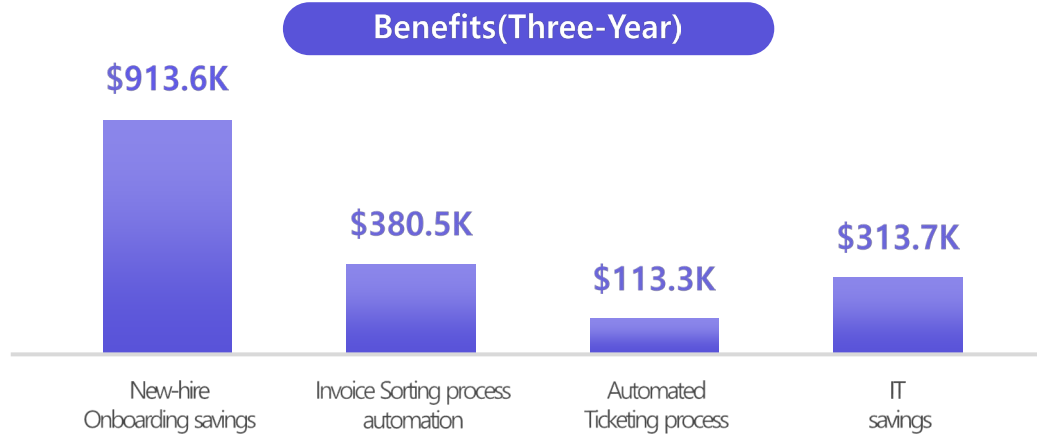 Benefits(Three-Year)
$913.6K
$380.5K
$113.3K
$313.7K
New-hire
Onboarding savings
Invoice Sorting process
automation
Automated
Ticketing process
IT
savings